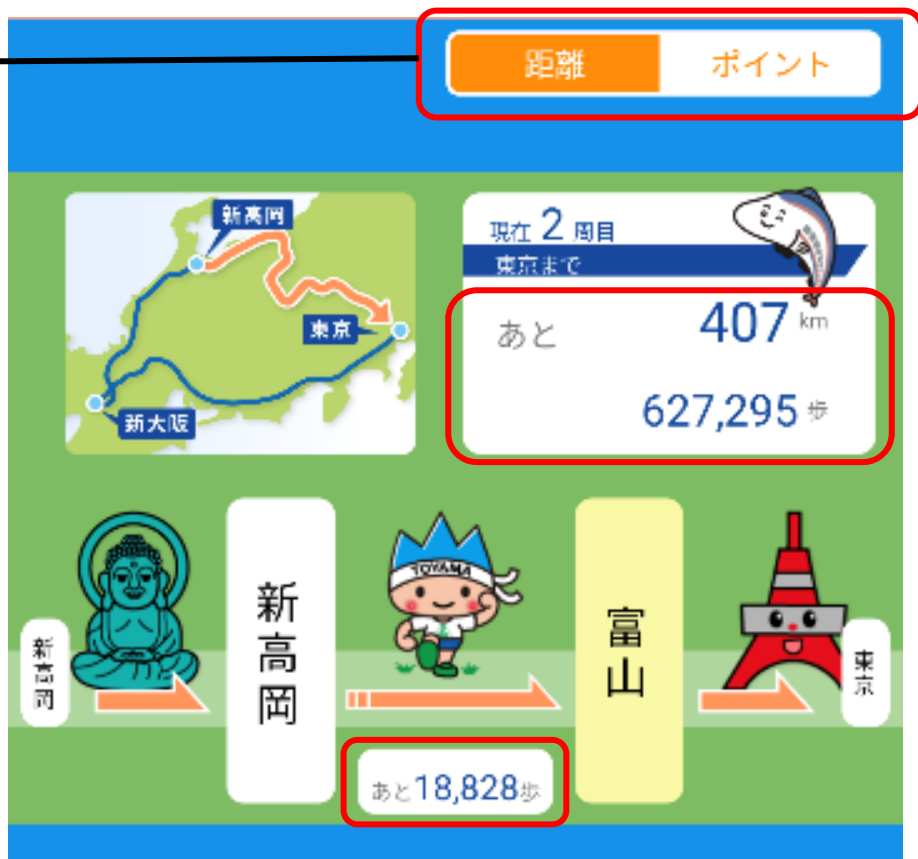 距離 ポイント
新高岡
東京
新大阪
現在 2 周目
東京まで
あと 407 km
627,295 歩
新高岡
新高岡
TOYAMA
富山
東京
あと18,828歩